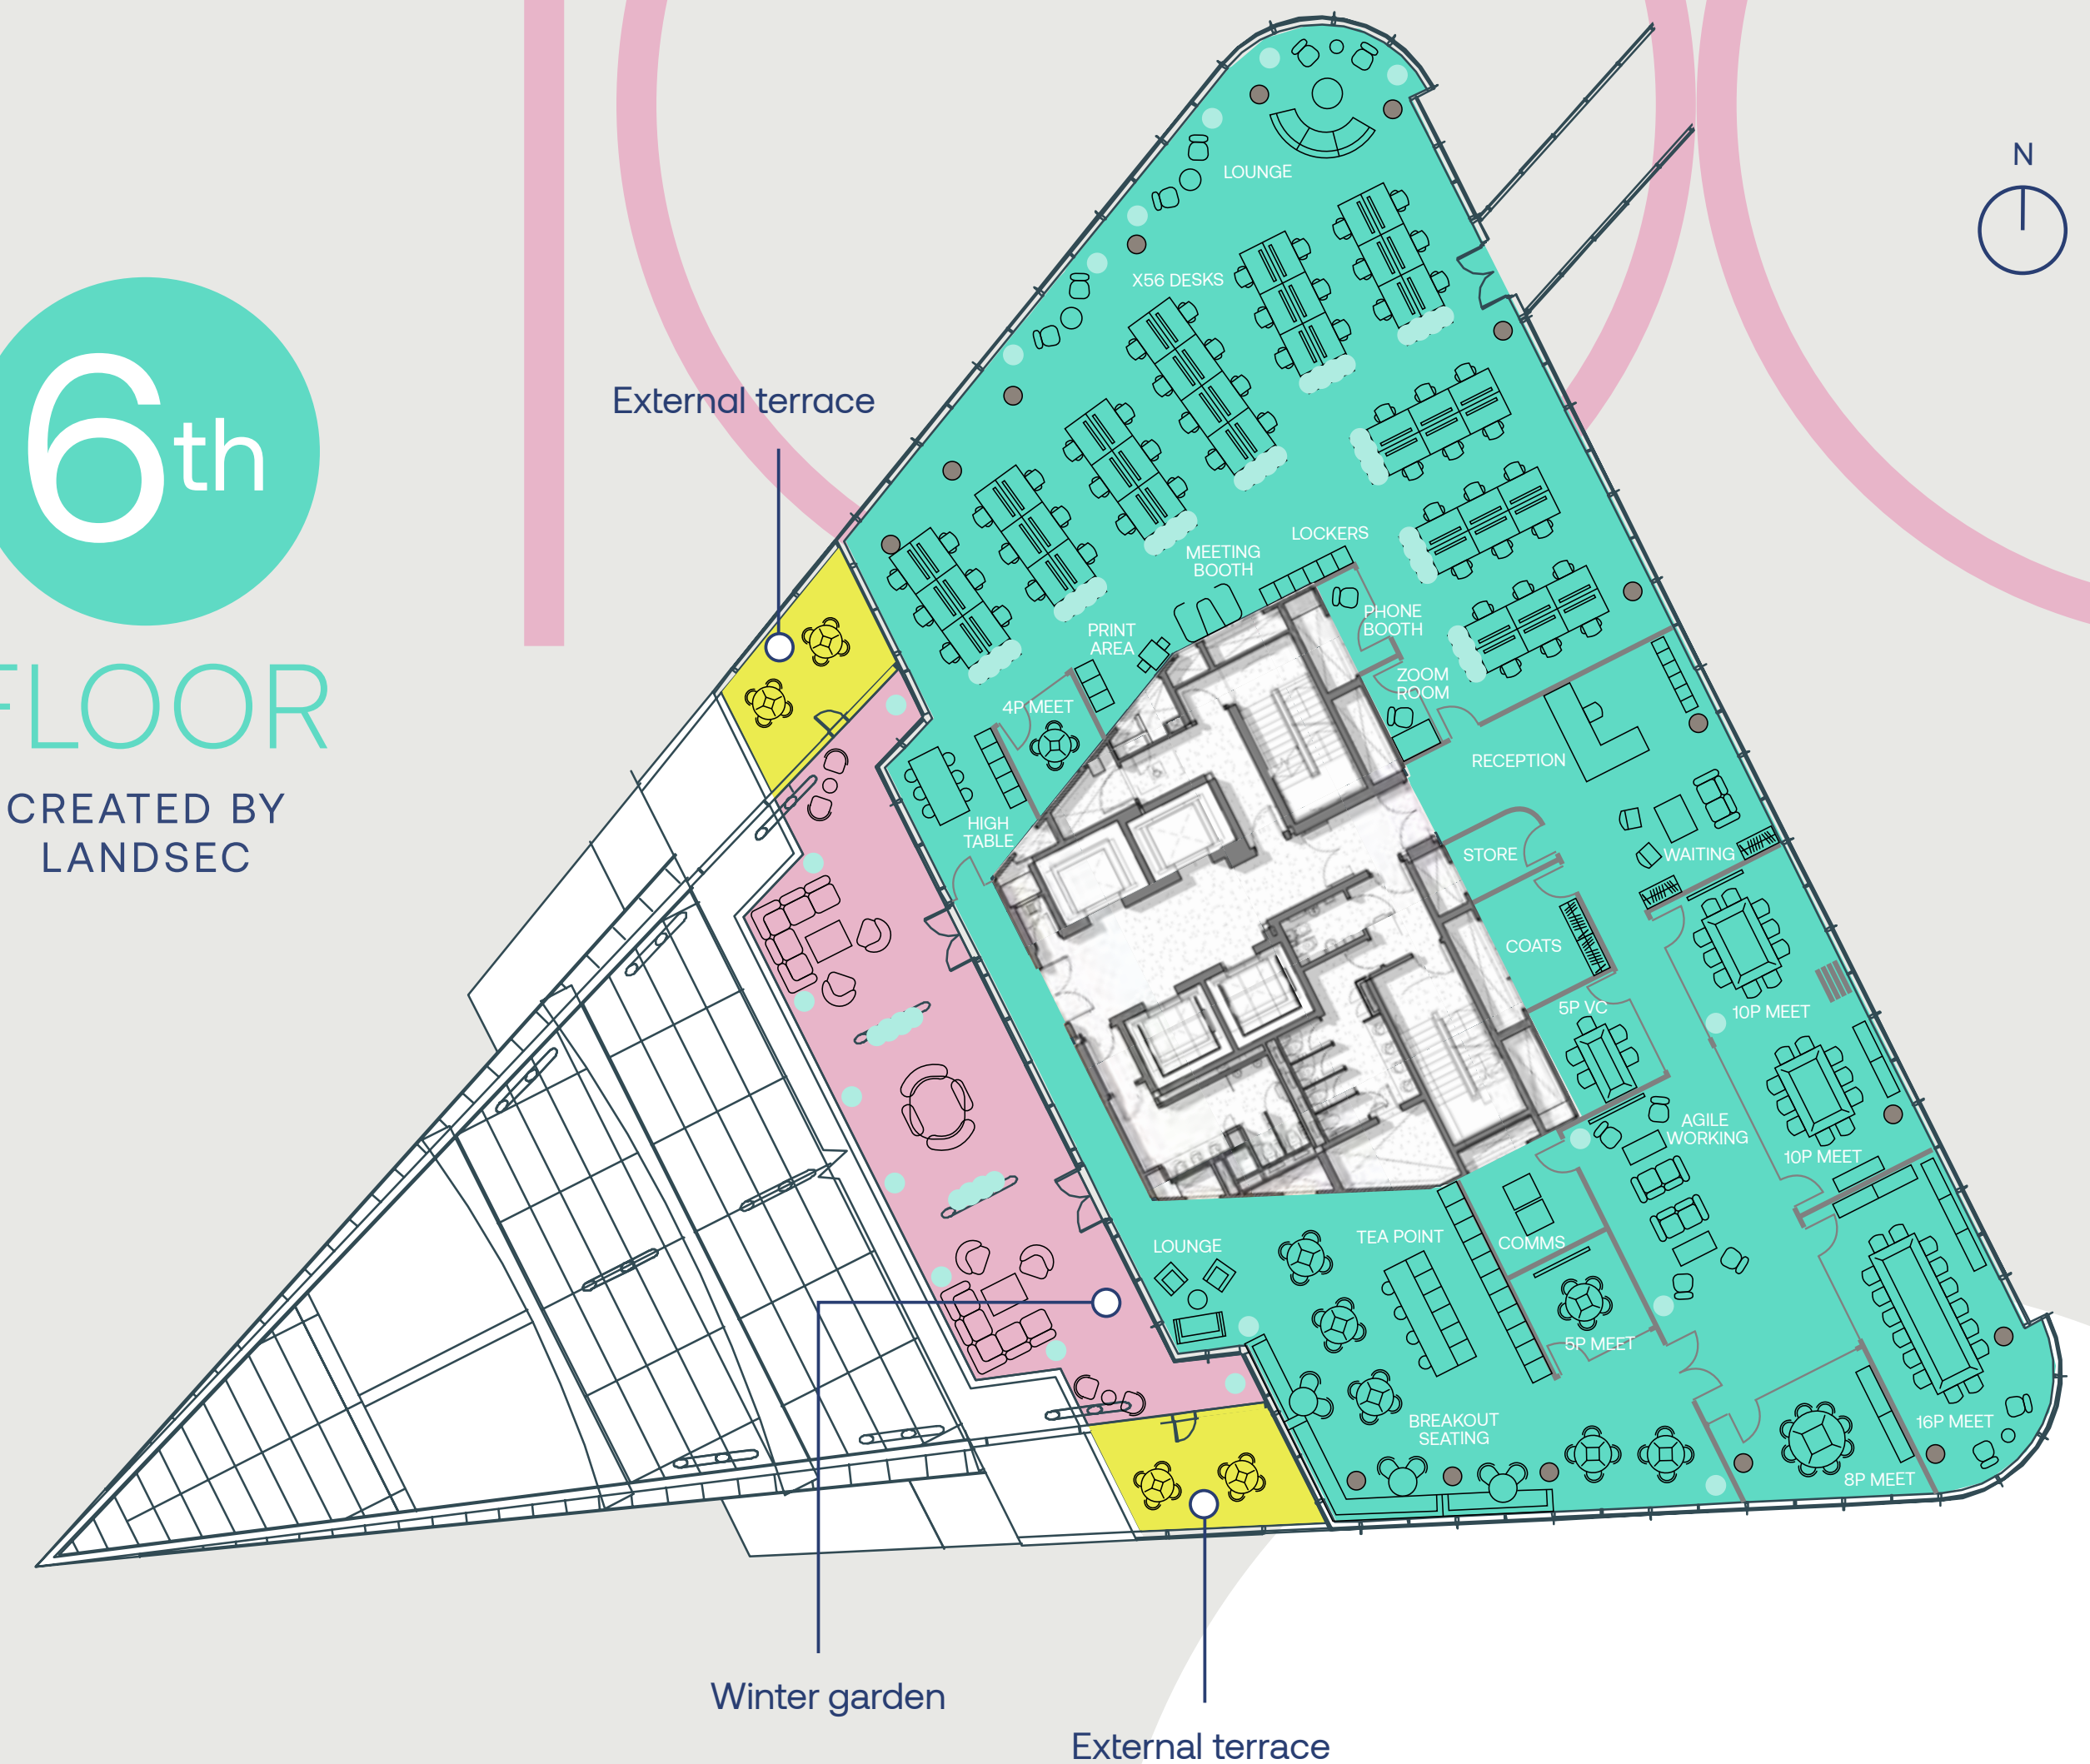 6th
FLOOR
CREATED BY
LANDSEC
N
External terrace
LOUNGE
X56 DESKS
LOCKERS
MEETING
BOOTH
PHONE
BOOTH
PRINT
AREA
ZOOM
ROOM
4P MEET
RECEPTION
HIGH
TABLE
STORE
WAITING
COATS
5P VC
10P MEET
AGILE
WORKING
10P MEET
LOUNGE
TEA POINT
COMMS
5P MEET
BREAKOUT
SEATING
16P MEET
8P MEET
Winter garden
External terrace